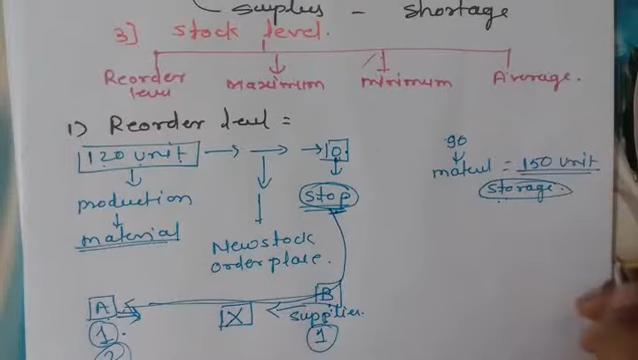 surplus - shortage
3] stock level.
Reorder level maximum minimum Average.
1) Reorder level =
120 unit 0.
90
material = 150 unit
storage.
production
stop
material
New stock
order place.
A X B
supplier.
1. 1
2